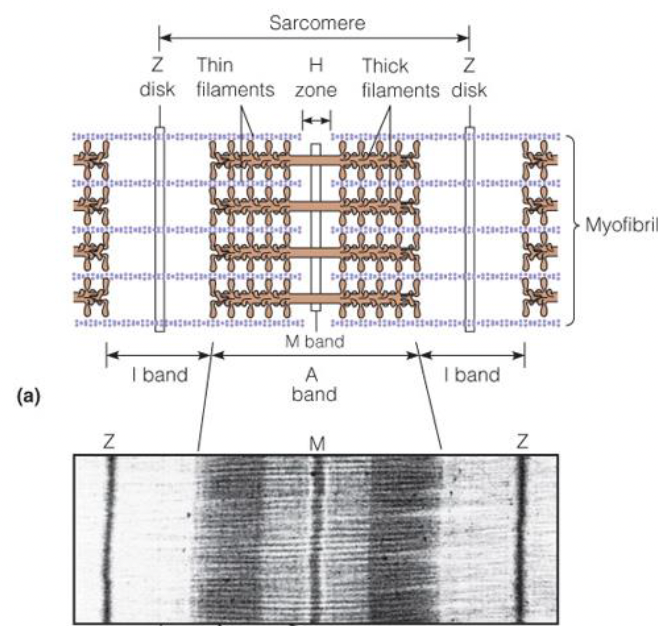 Sarcomere
Z disk
Thin filaments
H zone
Thick filaments
Z disk
Myofibril
M band
I band
A band
I band
(a)
Z
M
Z